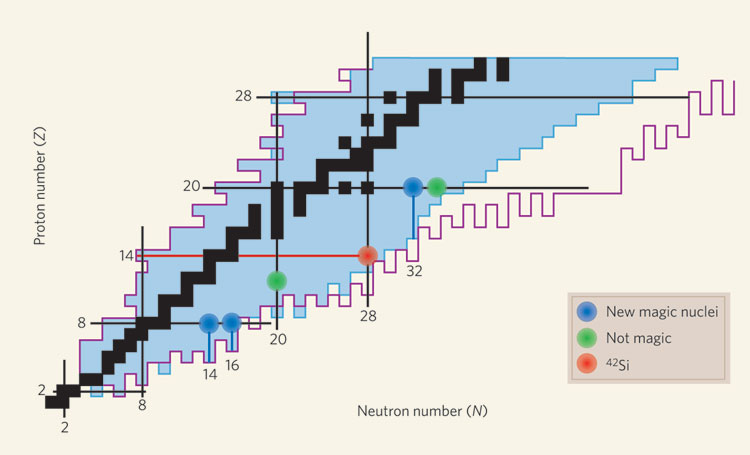 28
20
14
8
2
2
8
14
16
20
28
32
Proton number (Z)
Neutron number (N)
New magic nuclei
Not magic
⁴²Si